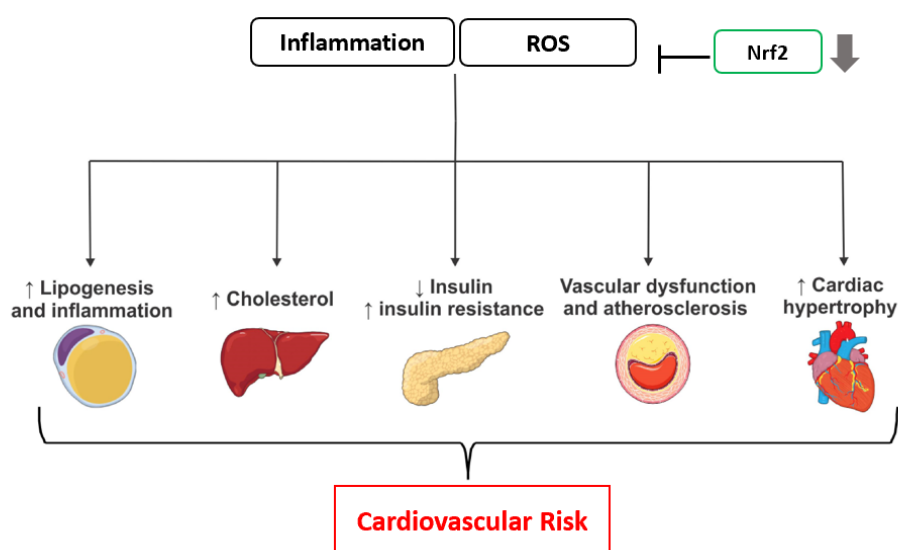 Inflammation
ROS
Nrf2
↑ Lipogenesis
and inflammation
↑ Cholesterol
↓ Insulin
↑ insulin resistance
Vascular dysfunction
and atherosclerosis
↑ Cardiac
hypertrophy
Cardiovascular Risk